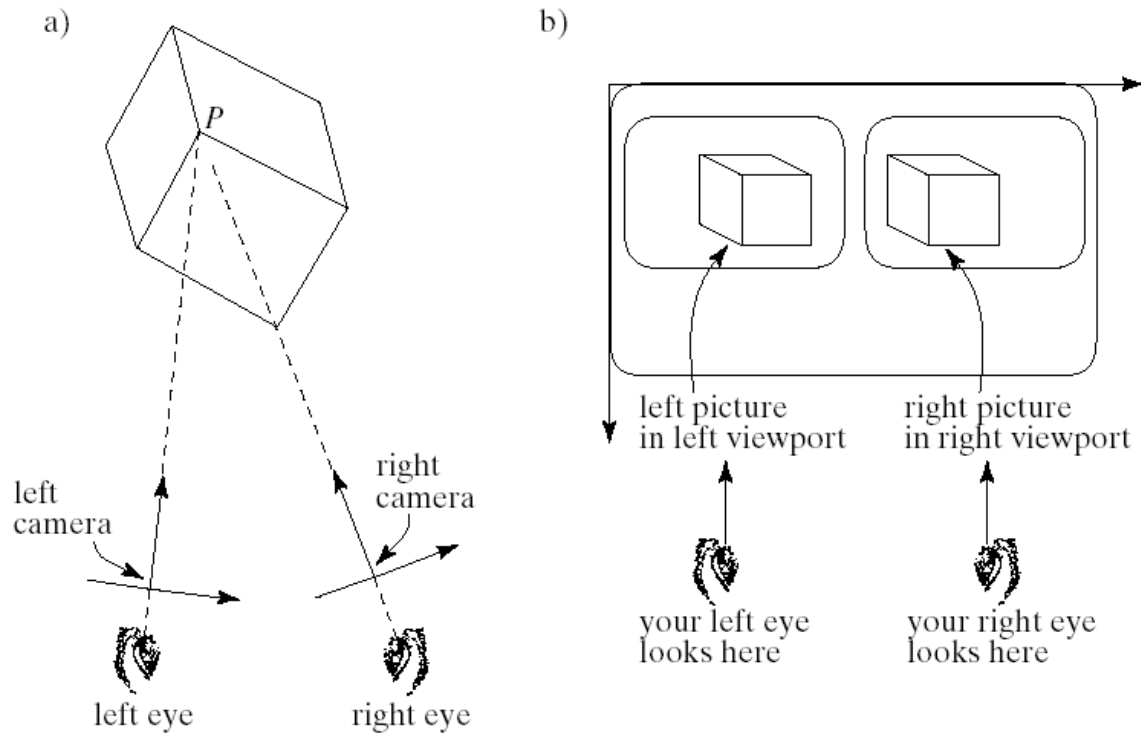 a)
P
left
camera
right
camera
left eye
right eye
b)
left picture
in left viewport
right picture
in right viewport
your left eye
looks here
your right eye
looks here